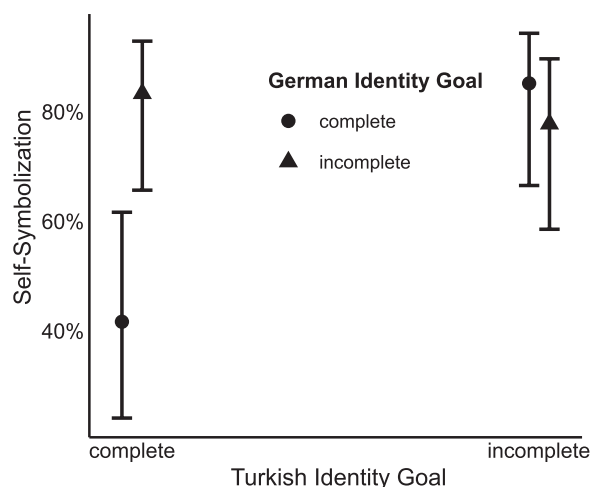 German Identity Goal
complete
incomplete
Self-Symbolization
80%
60%
40%
complete
incomplete
Turkish Identity Goal